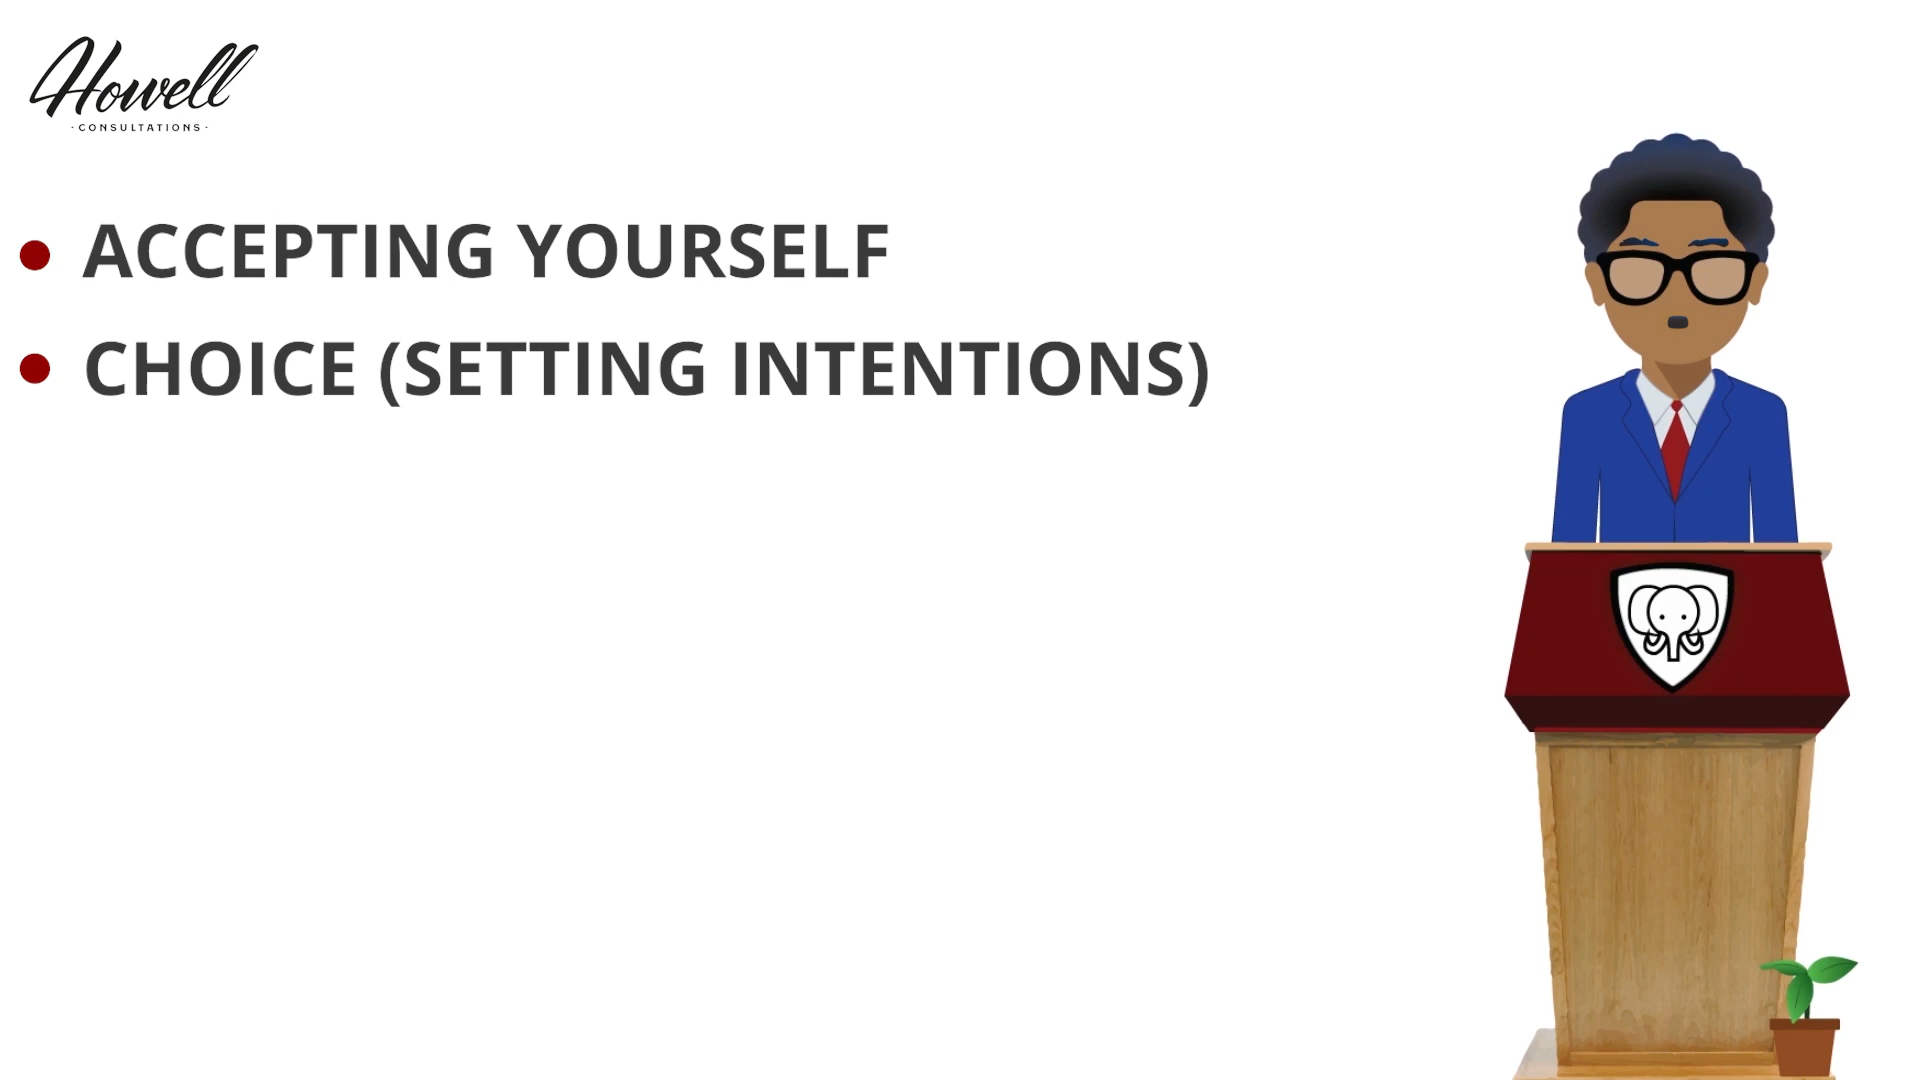 Howell
·CONSULTATIONS·
ACCEPTING YOURSELF
CHOICE (SETTING INTENTIONS)